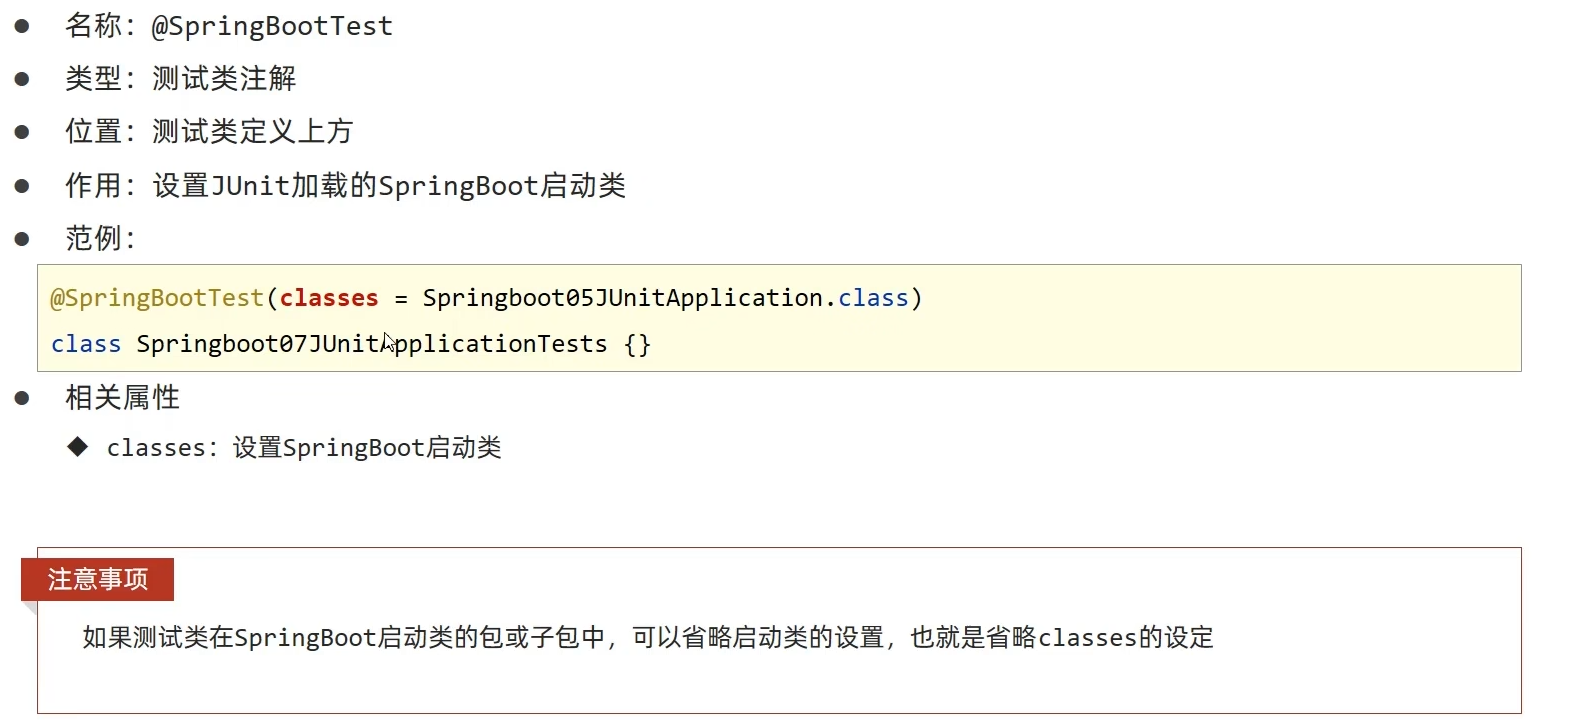 名称：@SpringBootTest
类型：测试类注解
位置：测试类定义上方
作用：设置JUnit加载的SpringBoot启动类
范例：
@SpringBootTest(classes = Springboot05JUnitApplication.class)
class Springboot07JUnitApplicationTests {}
相关属性
classes：设置SpringBoot启动类
注意事项
如果测试类在SpringBoot启动类的包或子包中，可以省略启动类的设置，也就是省略classes的设定